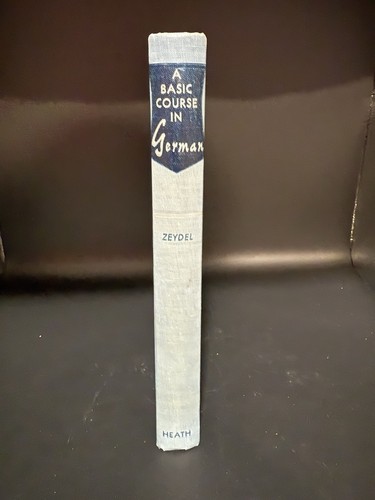 A
BASIC
COURSE
IN
German
ZEYDEL
HEATH